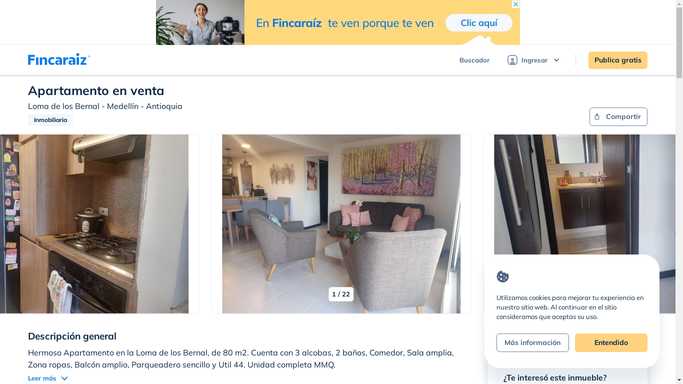 En Fincaraíz te ven porque te ven
Clic aquí
Fincaraíz
Buscador
Ingresar
Publica gratis
Apartamento en venta
Loma de los Bernal - Medellín - Antioquia
Inmobiliaria
Compartir
1 / 22
Utilizamos cookies para mejorar tu experiencia en
nuestro sitio web. Al continuar en el sitio
consideramos que aceptas su uso.
Más información
Entendido
Descripción general
Hermoso Apartamento en la Loma de los Bernal, de 80 m2. Cuenta con 3 alcobas, 2 baños, Comedor, Sala amplia,
Zona ropas, Balcón amplio, Parqueadero sencillo y Util 44. Unidad completa MMQ.
Leer más
¿Te interesó este inmueble?